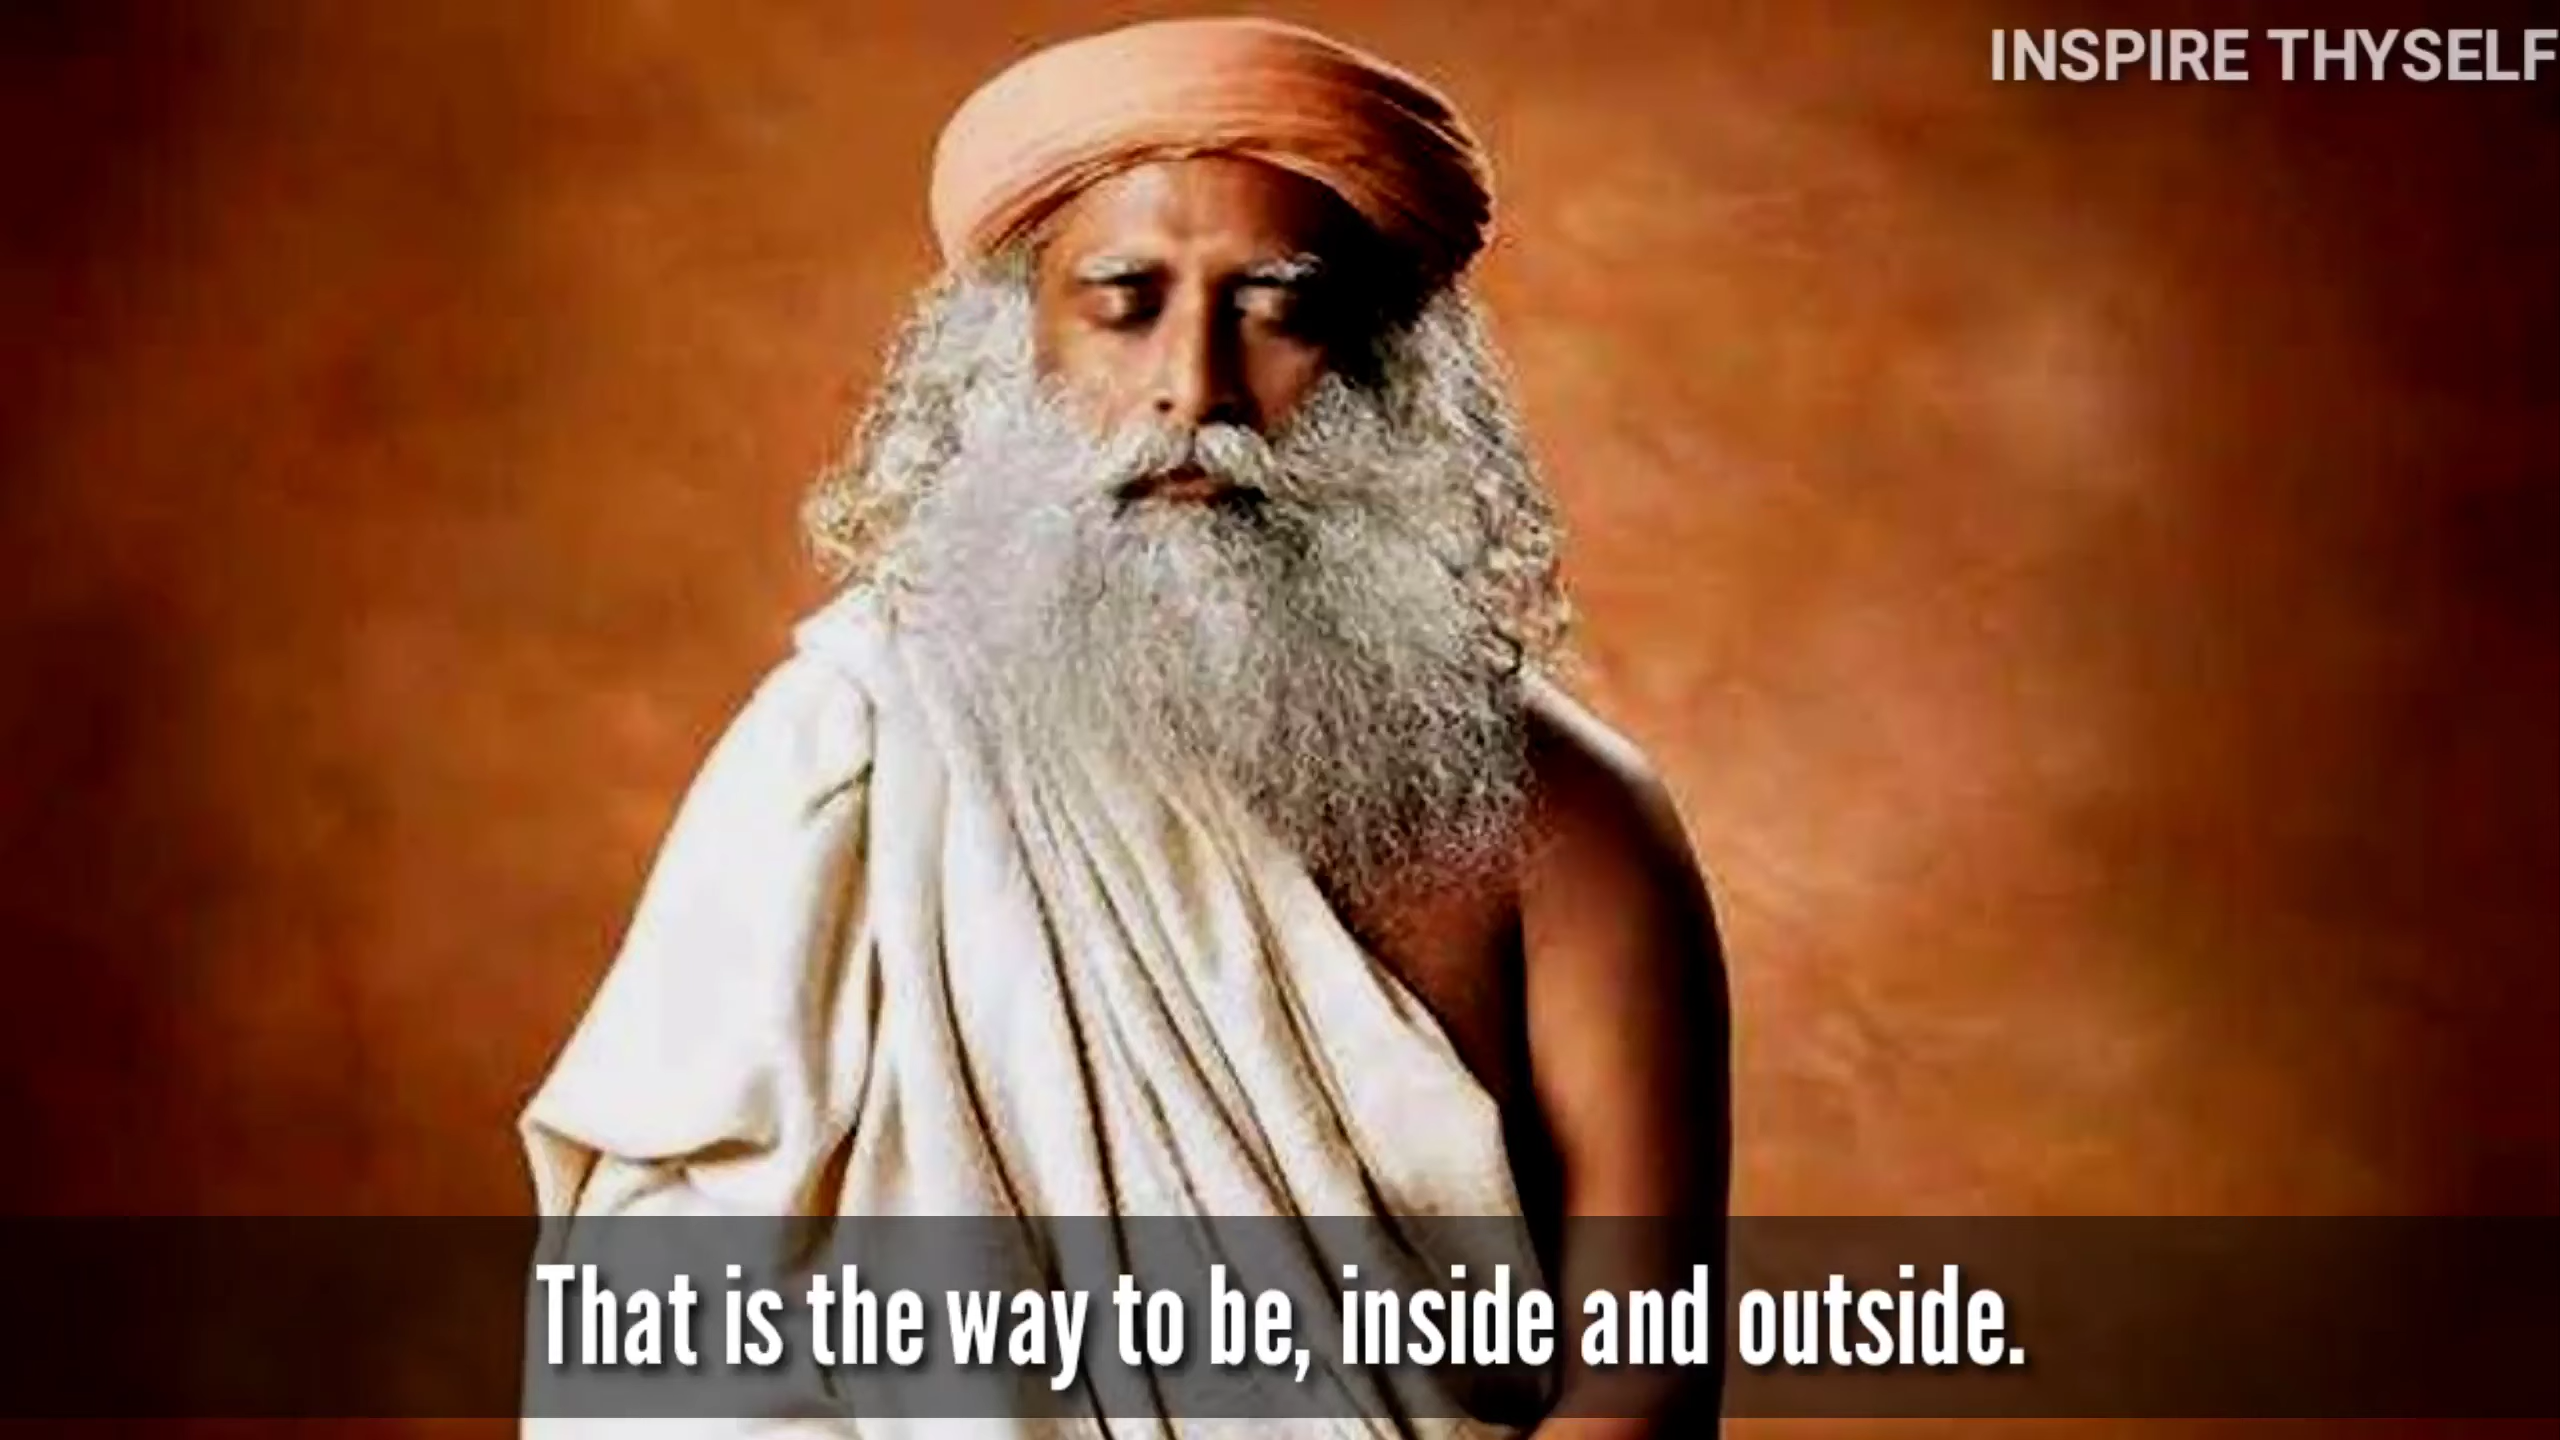 INSPIRE THYSELF
That is the way to be, inside and outside.